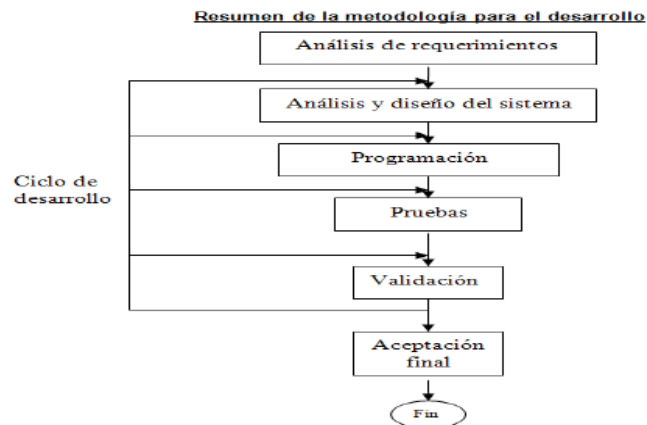 Resumen de la metodología para el desarrollo
Análisis de requerimientos
Análisis y diseño del sistema
Programación
Ciclo de
desarrollo
Pruebas
Validación
Aceptación
final
Fin